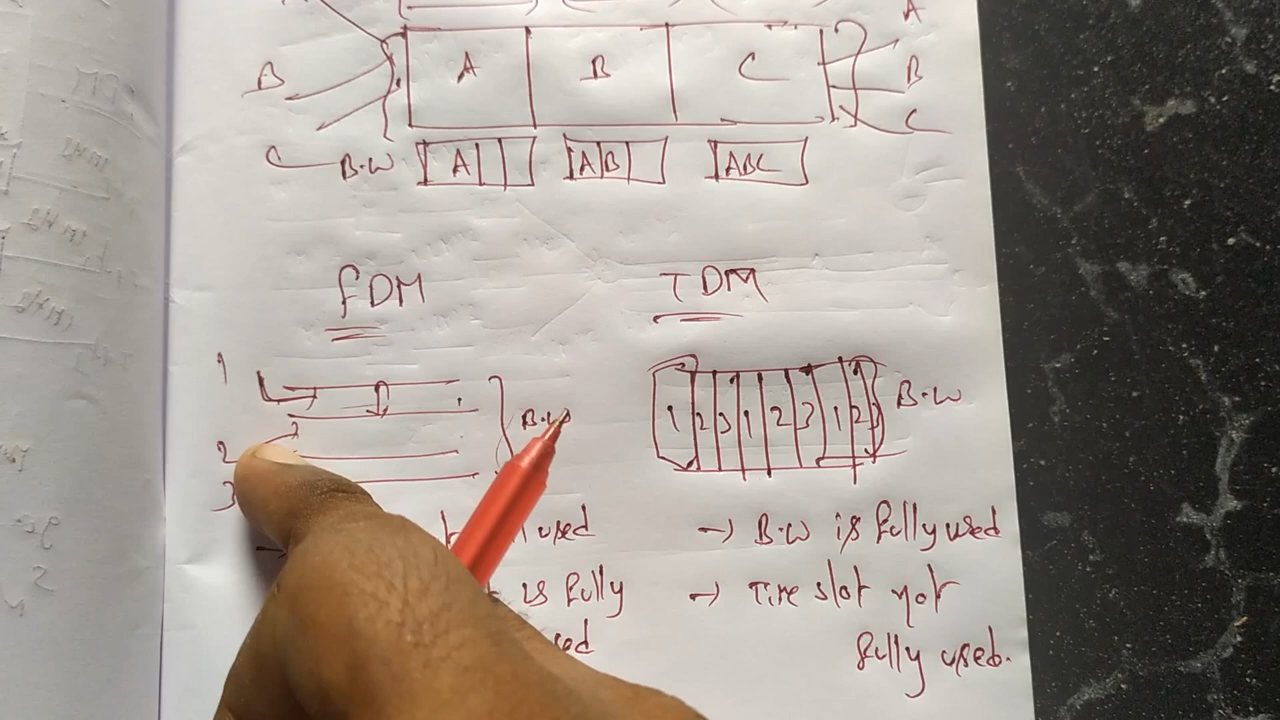 A
A B C
B B
C B.W A AB ABC C
FDM TDM
1
B.W 1 2 3 1 2 3 1 2 3 B.W
2
3
used → B.W is fully used
is fully → Time slot not
fully used.